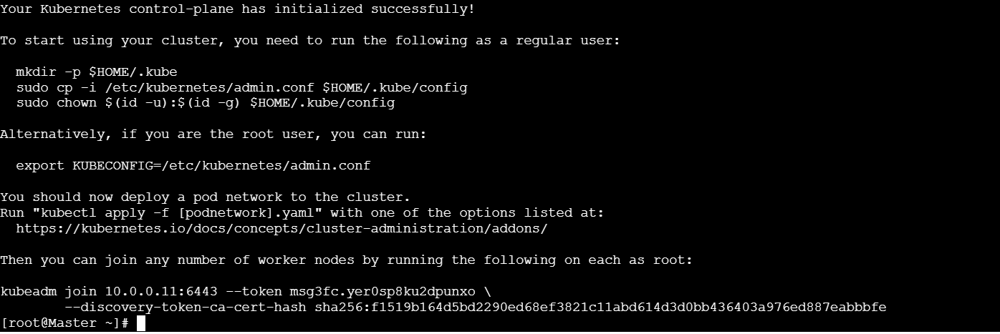 Your Kubernetes control-plane has initialized successfully!
To start using your cluster, you need to run the following as a regular user:
mkdir -p $HOME/.kube
sudo cp -i /etc/kubernetes/admin.conf $HOME/.kube/config
sudo chown $(id -u):$(id -g) $HOME/.kube/config
Alternatively, if you are the root user, you can run:
export KUBECONFIG=/etc/kubernetes/admin.conf
You should now deploy a pod network to the cluster.
Run "kubectl apply -f [podnetwork].yaml" with one of the options listed at:
https://kubernetes.io/docs/concepts/cluster-administration/addons/
Then you can join any number of worker nodes by running the following on each as root:
kubeadm join 10.0.0.11:6443 --token msg3fc.yer0sp8ku2dpunxo \
--discovery-token-ca-cert-hash sha256:f1519b164d5bd2290ed68ef3821c11abd614d3d0bb436403a976ed887eabbbfe
[root@Master ~]#